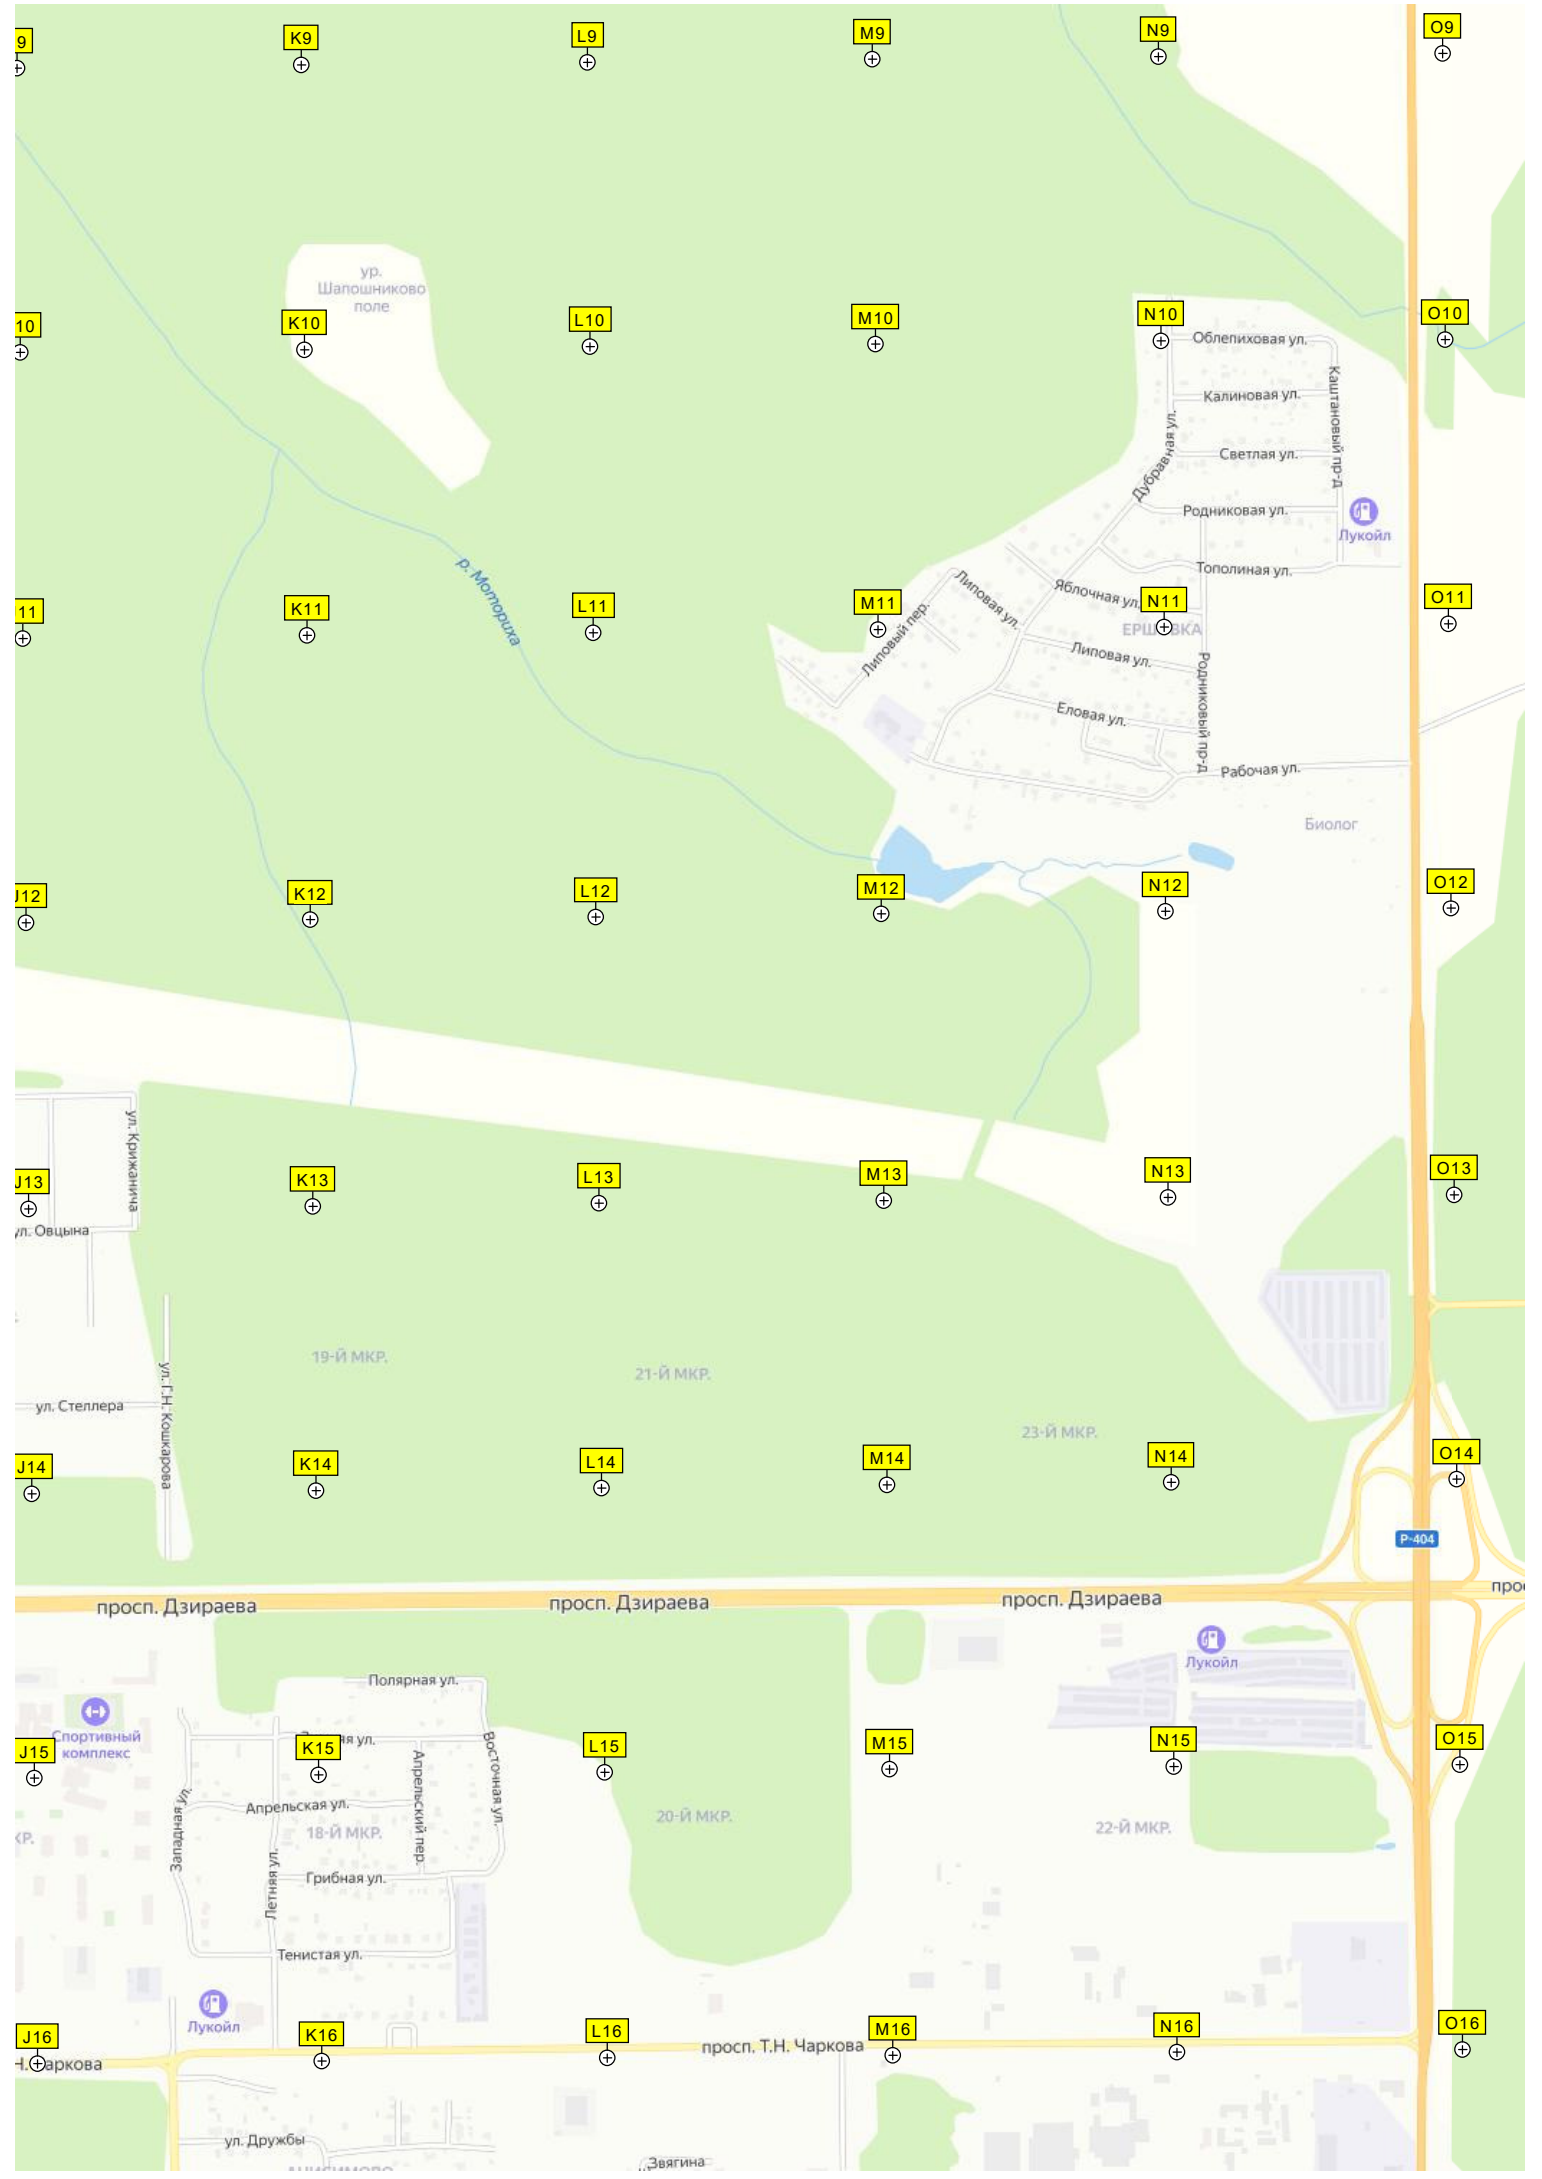 9
K9
L9
M9
N9
O9
ур.
Шапошниково
поле
10
K10
L10
M10
N10
O10
Облепиховая ул.
Калиновая ул.
Каштановый пр-д
Светлая ул.
Дубравная ул.
Родниковая ул.
Лукойл
Тополиная ул.
р. Моториха
11
K11
L11
M11
N11
O11
Липовая ул.
Яблочная ул.
Липовый пер.
Липовая ул.
Родниковый пр-д
Еловая ул.
Рабочая ул.
Биолог
J12
K12
L12
M12
N12
O12
ул. Крижанича
J13
K13
L13
M13
N13
O13
ул. Овцына
19-Й МКР.
21-Й МКР.
ул. Стеллера
ул. Г.Н. Кошкарова
23-Й МКР.
J14
K14
L14
M14
N14
O14
Р-404
просп. Дзираева
просп. Дзираева
просп. Дзираева
прос
Лукойл
Полярная ул.
Спортивный
комплекс
J15
K15
L15
M15
N15
O15
Восточная ул.
Апрельский пер.
Западная ул.
Апрельская ул.
18-Й МКР.
20-Й МКР.
22-Й МКР.
КР.
Грибная ул.
Летняя ул.
Тенистая ул.
Лукойл
J16
K16
L16
M16
N16
O16
просп. Т.Н. Чаркова
ул. Дружбы
Звягина